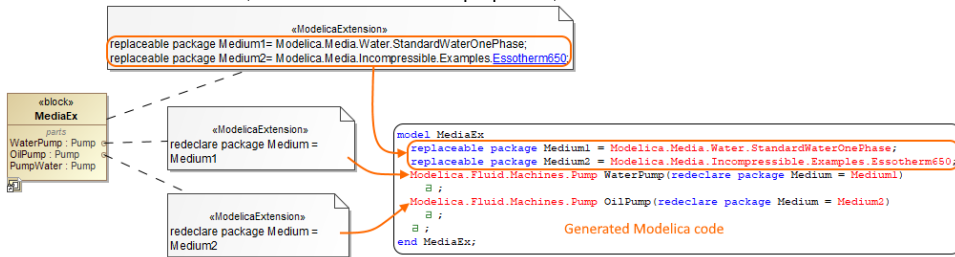 «ModelicaExtension»
replaceable package Medium1= Modelica.Media.Water.StandardWaterOnePhase;
replaceable package Medium2= Modelica.Media.Incompressible.Examples.Essotherm650;
«block»
MediaEx
parts
WaterPump : Pump
OilPump : Pump
PumpWater : Pump
«ModelicaExtension»
redeclare package Medium =
Medium1
«ModelicaExtension»
redeclare package Medium =
Medium2
model MediaEx
replaceable package Medium1 = Modelica.Media.Water.StandardWaterOnePhase;
replaceable package Medium2 = Modelica.Media.Incompressible.Examples.Essotherm650;
Modelica.Fluid.Machines.Pump WaterPump(redeclare package Medium = Medium1)
a ;
Modelica.Fluid.Machines.Pump OilPump(redeclare package Medium = Medium2)
a ;
a ;
Generated Modelica code
end MediaEx;